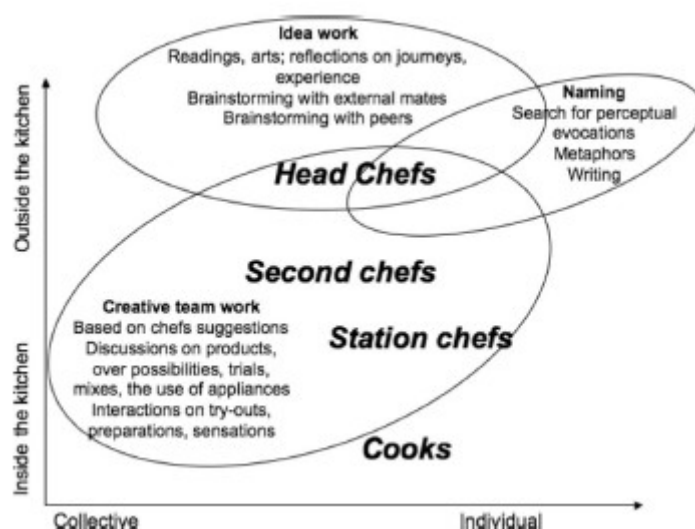 Idea work
Readings, arts; reflections on journeys,
experience
Brainstorming with external mates
Brainstorming with peers
Naming
Search for perceptual
evocations
Metaphors
Writing
Head Chefs
Second chefs
Station chefs
Cooks
Creative team work
Based on chefs suggestions
Discussions on products,
over possibilities, trials,
mixes, the use of appliances
Interactions on try-outs,
preparations, sensations
Outside the kitchen
Inside the kitchen
Collective
Individual